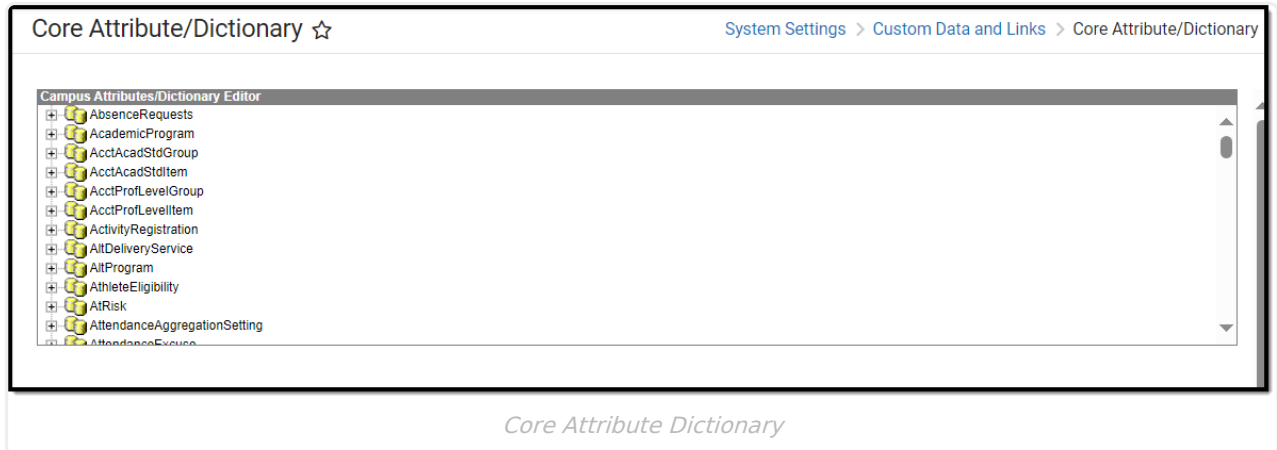 Core Attribute/Dictionary
System Settings > Custom Data and Links > Core Attribute/Dictionary
Campus Attributes/Dictionary Editor
AbsenceRequests
AcademicProgram
AcctAcadStdGroup
AcctAcadStdItem
AcctProfLevelGroup
AcctProfLevelItem
ActivityRegistration
AltDeliveryService
AltProgram
AthleteEligibility
AtRisk
AttendanceAggregationSetting
AttendanceExcuse
Core Attribute Dictionary